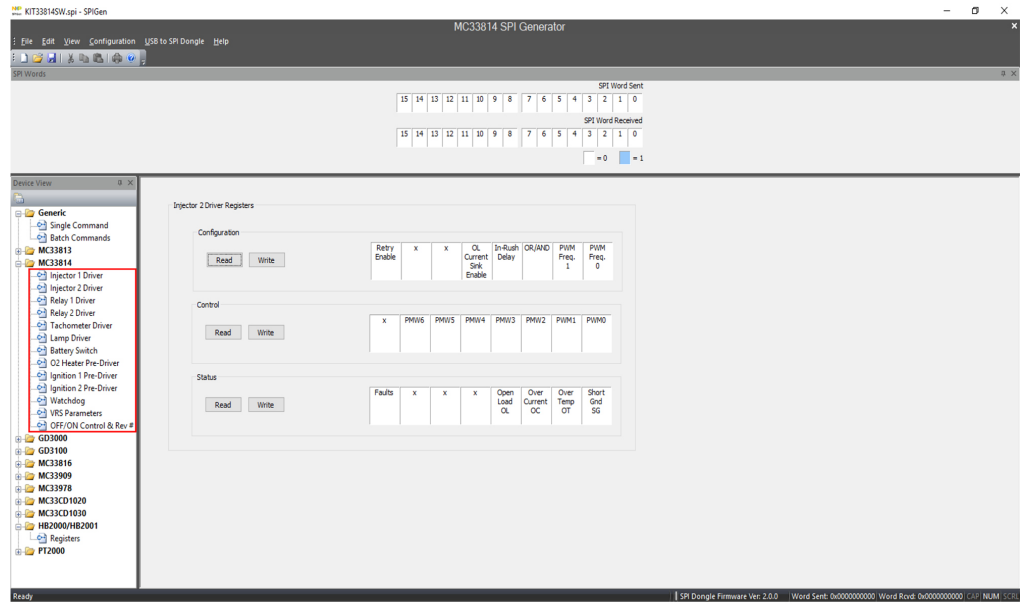 KIT33814SW.spi - SPIGen
MC33814 SPI Generator
File Edit View Configuration USB to SPI Dongle Help
SPI Words
SPI Word Sent
15 14 13 12 11 10 9 8 7 6 5 4 3 2 1 0
SPI Word Received
15 14 13 12 11 10 9 8 7 6 5 4 3 2 1 0
= 0 = 1
Device View
Generic
Single Command
Batch Commands
MC33813
MC33814
Injector 1 Driver
Injector 2 Driver
Relay 1 Driver
Relay 2 Driver
Tachometer Driver
Lamp Driver
Battery Switch
O2 Heater Pre-Driver
Ignition 1 Pre-Driver
Ignition 2 Pre-Driver
Watchdog
VRS Parameters
OFF/ON Control & Rev #
GD3000
GD3100
MC33816
MC33909
MC33978
MC33CD1020
MC33CD1030
HB2000/HB2001
Registers
PT2000
Injector 2 Driver Registers
Configuration
Read Write
Retry Enable x x OL Current Sink Enable In-Rush Delay OR/AND PWM Freq. 1 PWM Freq. 0
Control
Read Write
x PMW6 PMW5 PMW4 PMW3 PMW2 PWM1 PWM0
Status
Read Write
Faults x x x Open Load OL Over Current OC Over Temp OT Short Gnd SG
Ready
SPI Dongle Firmware Ver: 2.0.0 Word Sent: 0x0000000000 Word Rcvd: 0x0000000000 CAP NUM SCRL